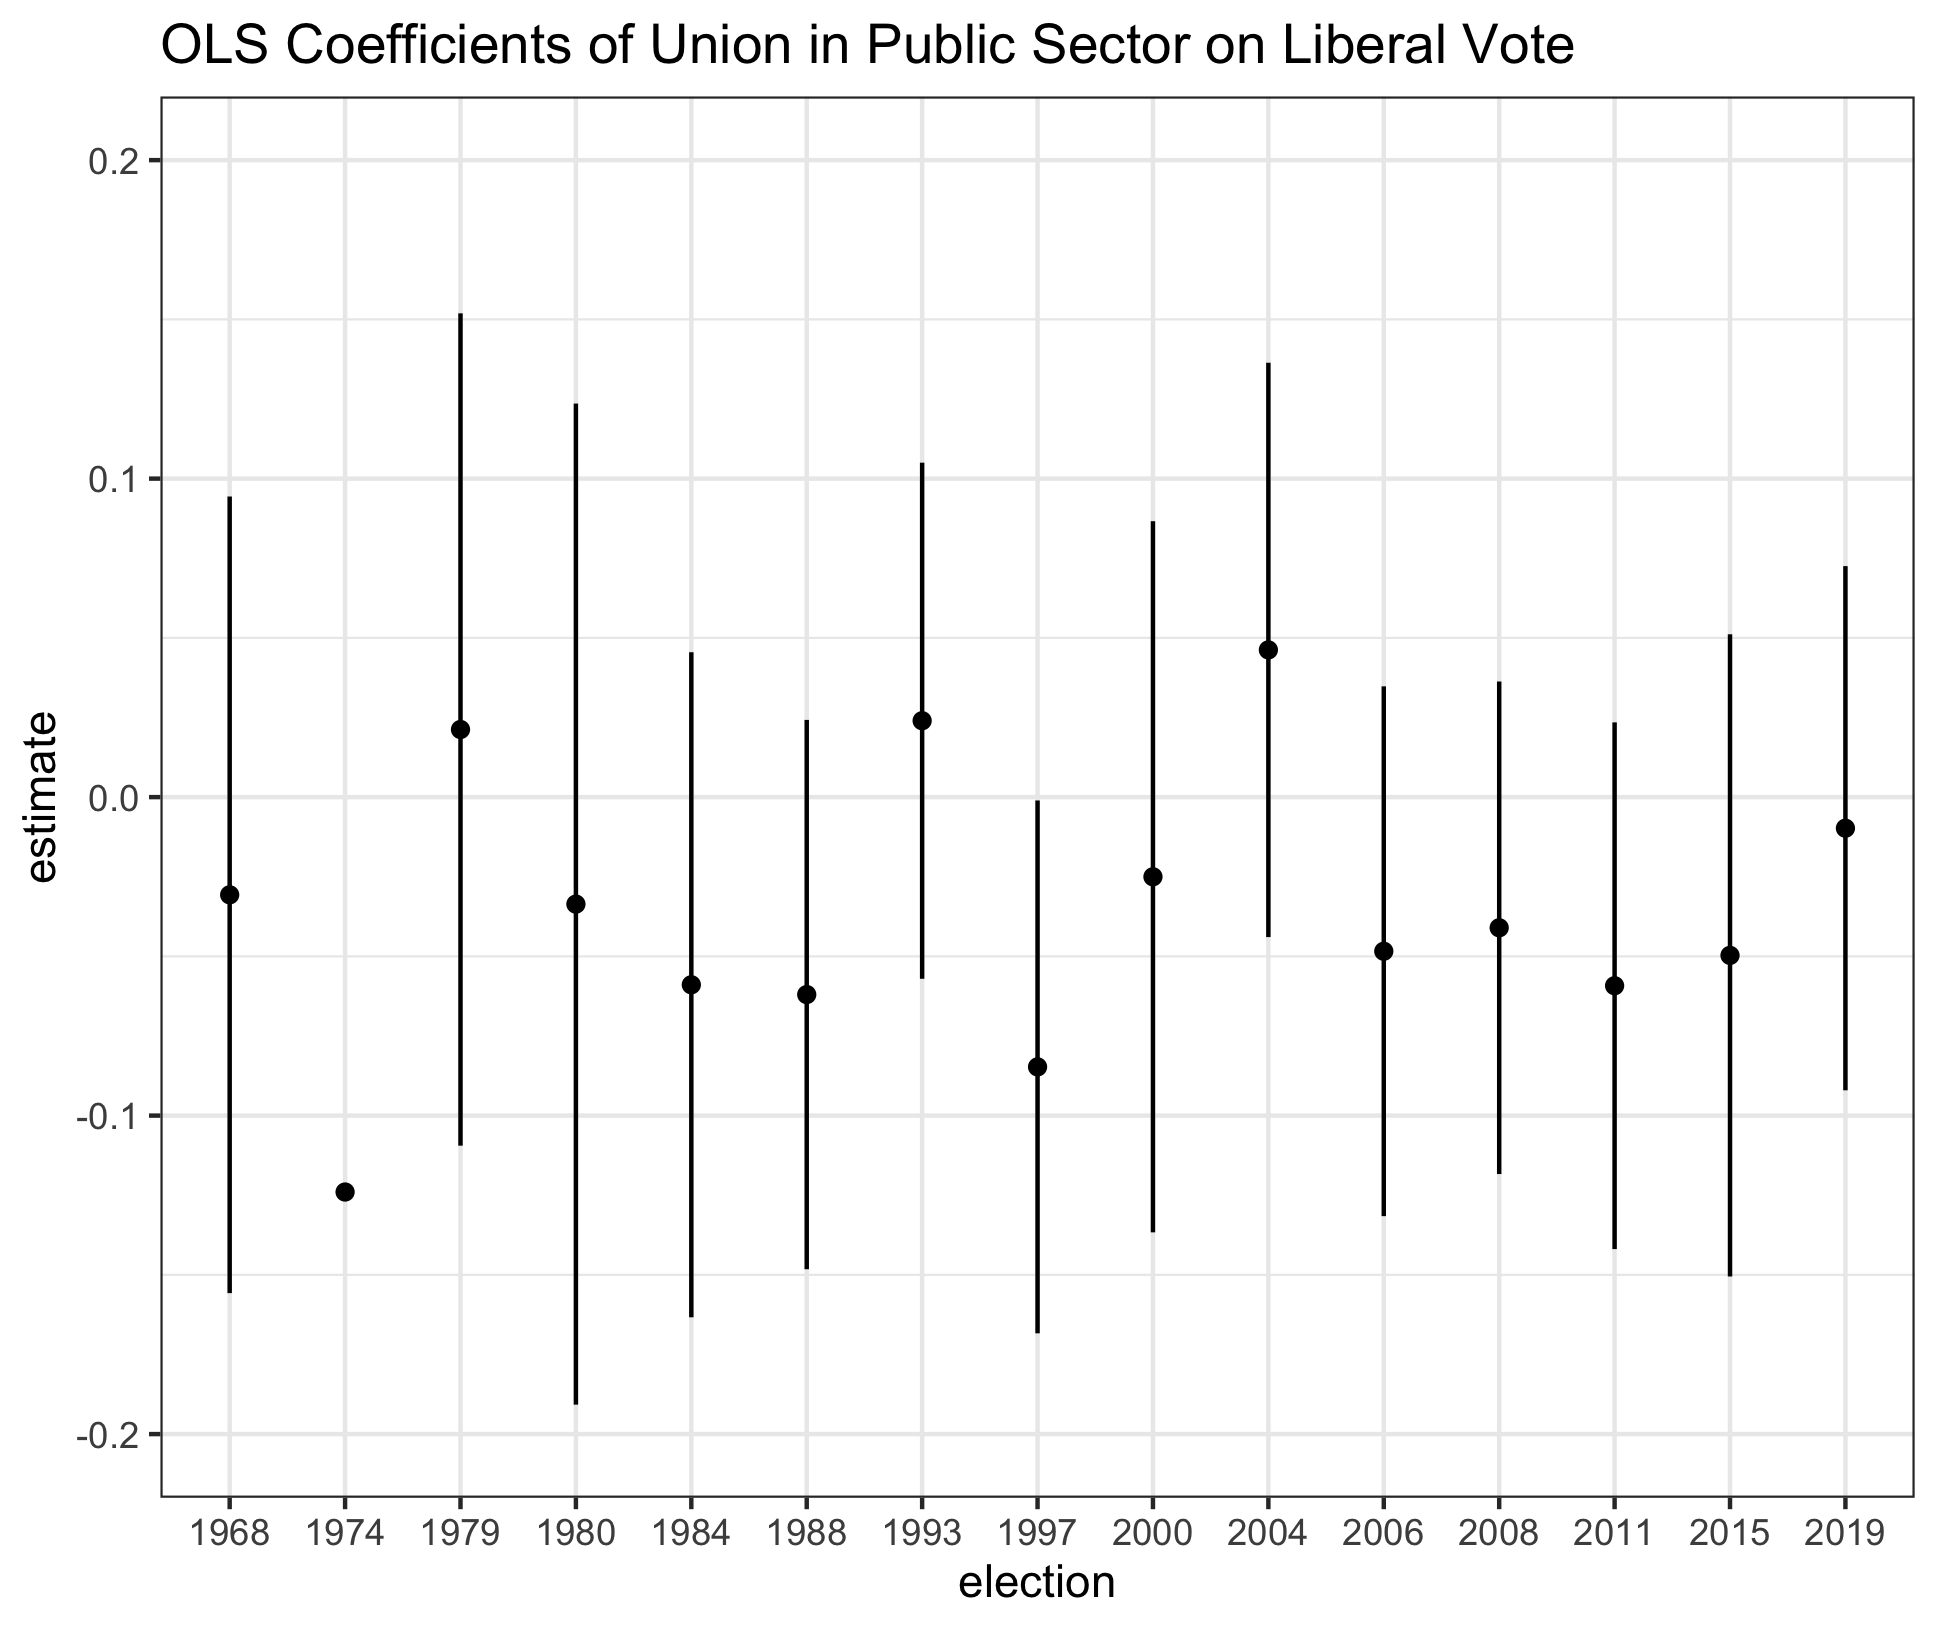 OLS Coefficients of Union in Public Sector on Liberal Vote
0.2
0.1
0.0
-0.1
-0.2
estimate
1968 1974 1979 1980 1984 1988 1993 1997 2000 2004 2006 2008 2011 2015 2019
election